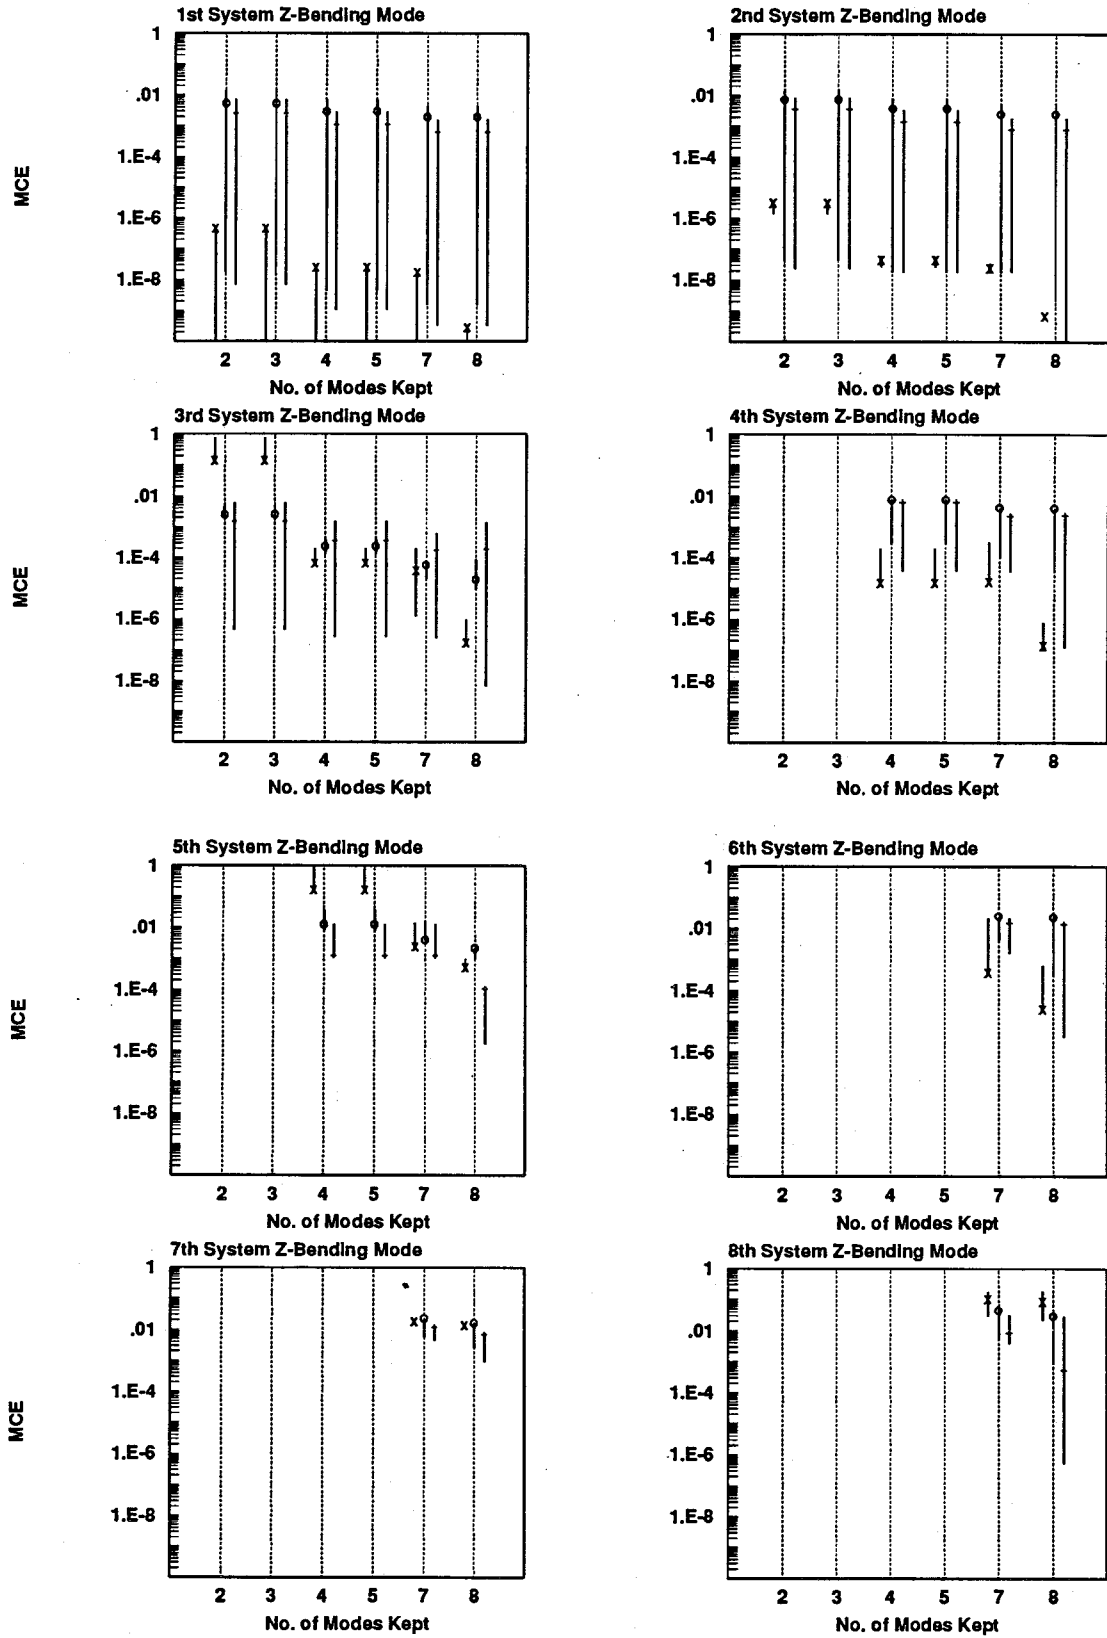 1st System Z-Bending Mode
1
.01
1.E-4
1.E-6
1.E-8
MCE
2 3 4 5 7 8
No. of Modes Kept
2nd System Z-Bending Mode
1
.01
1.E-4
1.E-6
1.E-8
2 3 4 5 7 8
No. of Modes Kept
3rd System Z-Bending Mode
1
.01
1.E-4
1.E-6
1.E-8
MCE
2 3 4 5 7 8
No. of Modes Kept
4th System Z-Bending Mode
1
.01
1.E-4
1.E-6
1.E-8
2 3 4 5 7 8
No. of Modes Kept
5th System Z-Bending Mode
1
.01
1.E-4
1.E-6
1.E-8
MCE
2 3 4 5 7 8
No. of Modes Kept
6th System Z-Bending Mode
1
.01
1.E-4
1.E-6
1.E-8
2 3 4 5 7 8
No. of Modes Kept
7th System Z-Bending Mode
1
.01
1.E-4
1.E-6
1.E-8
MCE
2 3 4 5 7 8
No. of Modes Kept
8th System Z-Bending Mode
1
.01
1.E-4
1.E-6
1.E-8
2 3 4 5 7 8
No. of Modes Kept